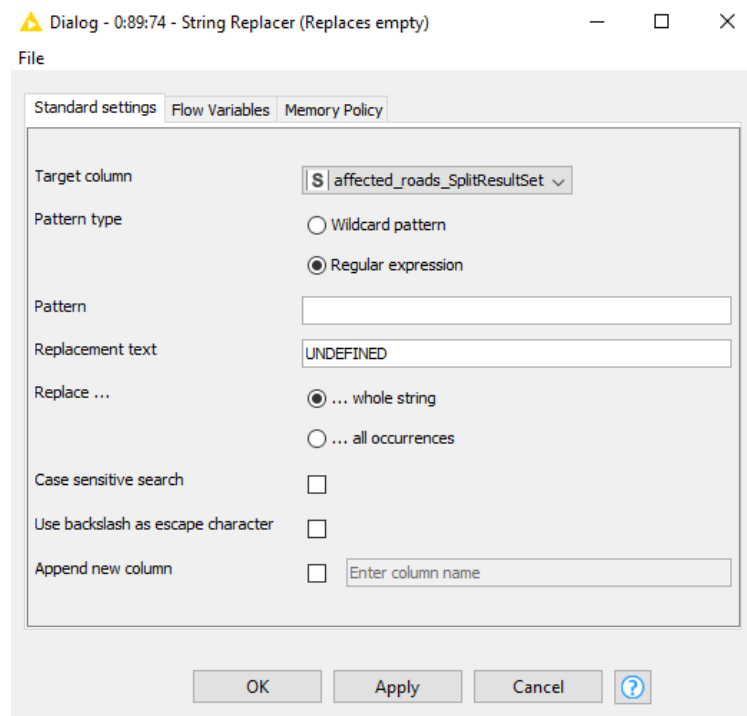 Dialog - 0:89:74 - String Replacer (Replaces empty)
File
Standard settings Flow Variables Memory Policy
Target column S affected_roads_SplitResultSet
Pattern type Wildcard pattern
Regular expression
Pattern
Replacement text UNDEFINED
Replace ... ... whole string
... all occurrences
Case sensitive search
Use backslash as escape character
Append new column Enter column name
OK Apply Cancel ?